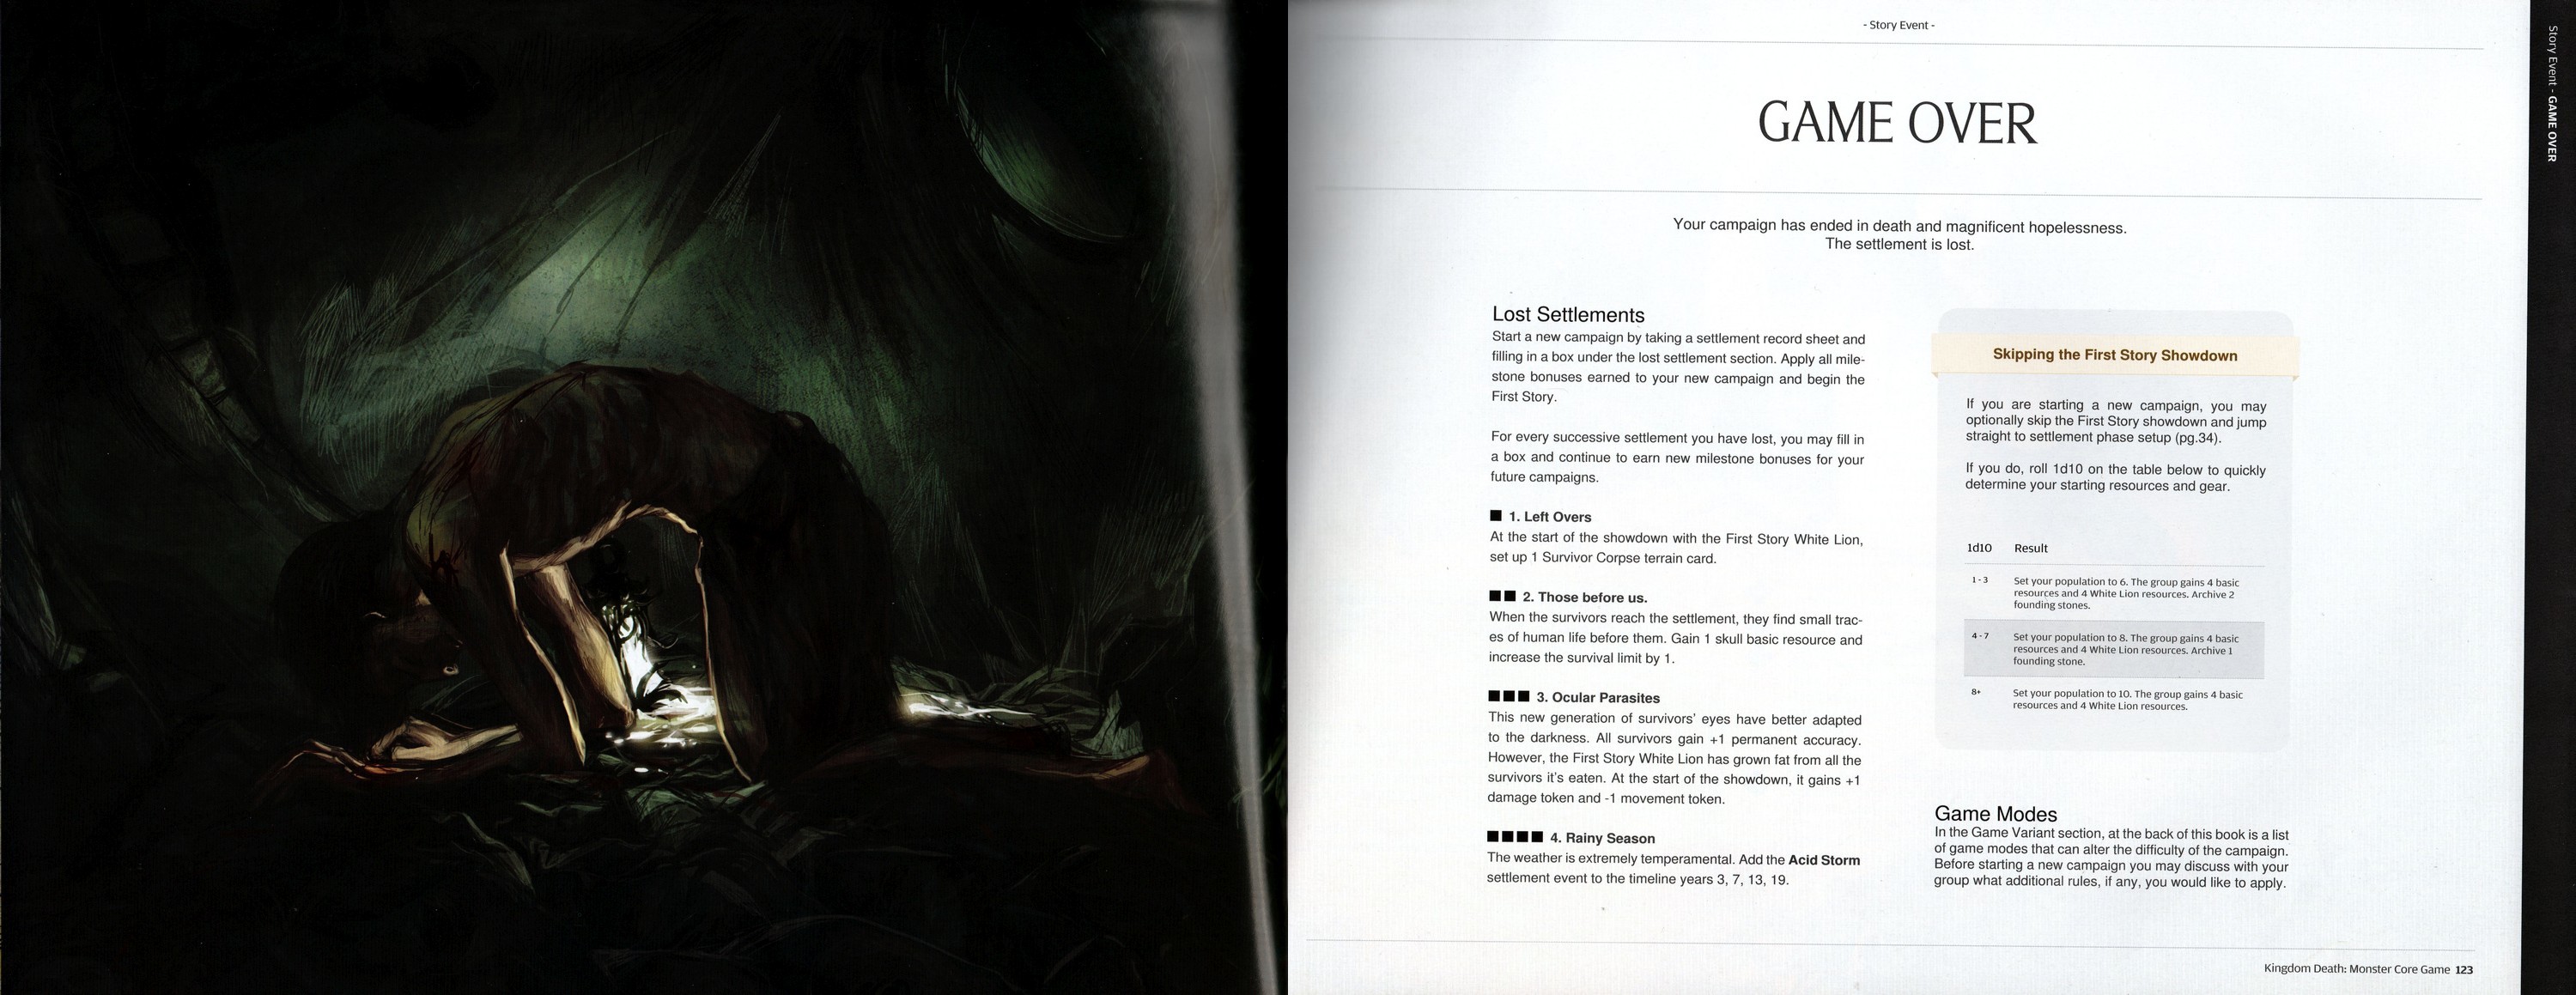 - Story Event -
GAME OVER
Your campaign has ended in death and magnificent hopelessness.
The settlement is lost.
Lost Settlements
Start a new campaign by taking a settlement record sheet and
filling in a box under the lost settlement section. Apply all mile-
stone bonuses earned to your new campaign and begin the
First Story.
For every successive settlement you have lost, you may fill in
a box and continue to earn new milestone bonuses for your
future campaigns.
■ 1. Left Overs
At the start of the showdown with the First Story White Lion,
set up 1 Survivor Corpse terrain card.
■■ 2. Those before us.
When the survivors reach the settlement, they find small trac-
es of human life before them. Gain 1 skull basic resource and
increase the survival limit by 1.
■■■ 3. Ocular Parasites
This new generation of survivors' eyes have better adapted
to the darkness. All survivors gain +1 permanent accuracy.
However, the First Story White Lion has grown fat from all the
survivors it's eaten. At the start of the showdown, it gains +1
damage token and -1 movement token.
■■■■ 4. Rainy Season
The weather is extremely temperamental. Add the Acid Storm
settlement event to the timeline years 3, 7, 13, 19.
Skipping the First Story Showdown
If you are starting a new campaign, you may
optionally skip the First Story showdown and jump
straight to settlement phase setup (pg.34).
If you do, roll 1d10 on the table below to quickly
determine your starting resources and gear.
1d10 Result
1 - 3 Set your population to 6. The group gains 4 basic
resources and 4 White Lion resources. Archive 2
founding stones.
4 - 7 Set your population to 8. The group gains 4 basic
resources and 4 White Lion resources. Archive 1
founding stone.
8+ Set your population to 10. The group gains 4 basic
resources and 4 White Lion resources.
Game Modes
In the Game Variant section, at the back of this book is a list
of game modes that can alter the difficulty of the campaign.
Before starting a new campaign you may discuss with your
group what additional rules, if any, you would like to apply.
Kingdom Death: Monster Core Game 123
Story Event - GAME OVER